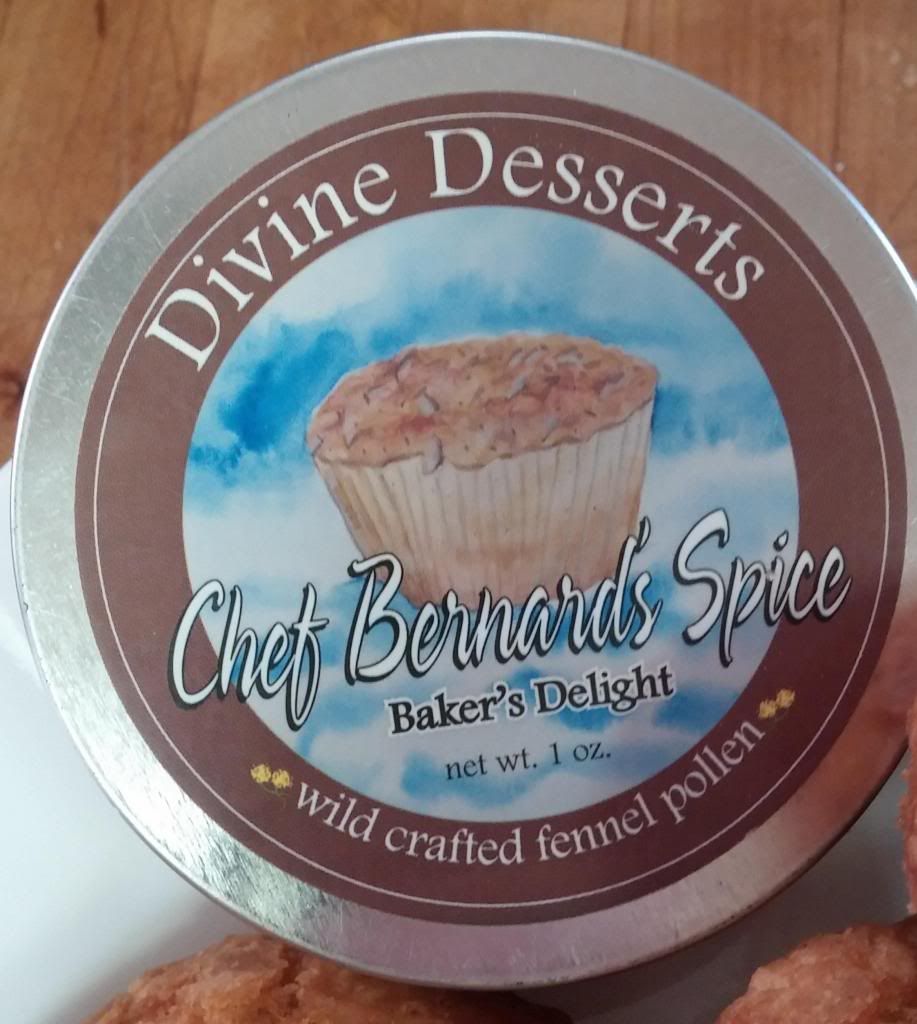 Divine Desserts
Chef Bernard's Spice
Baker's Delight
net wt. 1 oz.
wild crafted fennel pollen